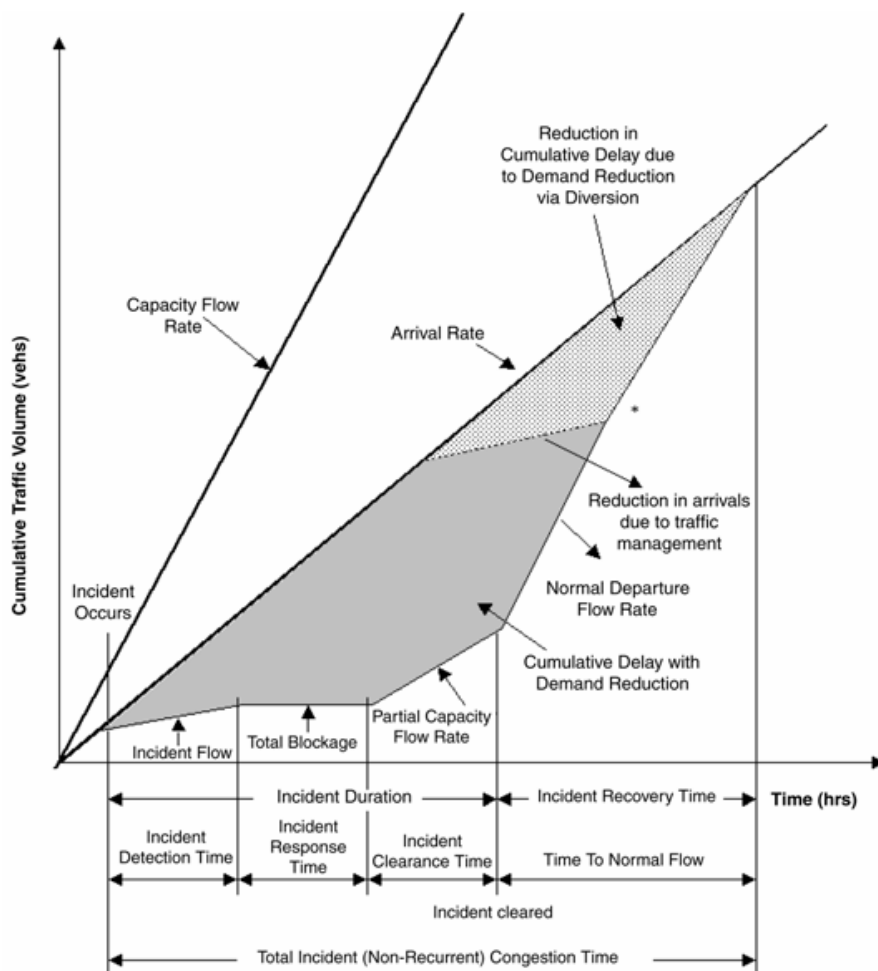 Reduction in
Cumulative Delay due
to Demand Reduction
via Diversion
Capacity Flow
Rate
Arrival Rate
*
Cumulative Traffic Volume (vehs)
Reduction in arrivals
due to traffic
management
Incident
Occurs
Normal Departure
Flow Rate
Cumulative Delay with
Demand Reduction
Partial Capacity
Flow Rate
Total Blockage
Incident Flow
Incident Duration
Incident Recovery Time
Time (hrs)
Incident
Detection Time
Incident
Response
Time
Incident
Clearance Time
Time To Normal Flow
Incident cleared
Total Incident (Non-Recurrent) Congestion Time